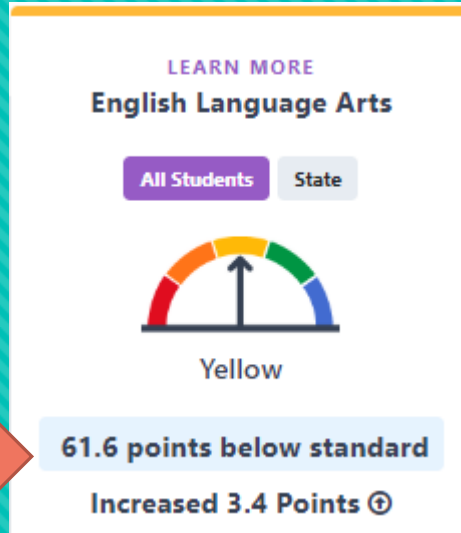 LEARN MORE
English Language Arts
All Students State
Yellow
61.6 points below standard
Increased 3.4 Points